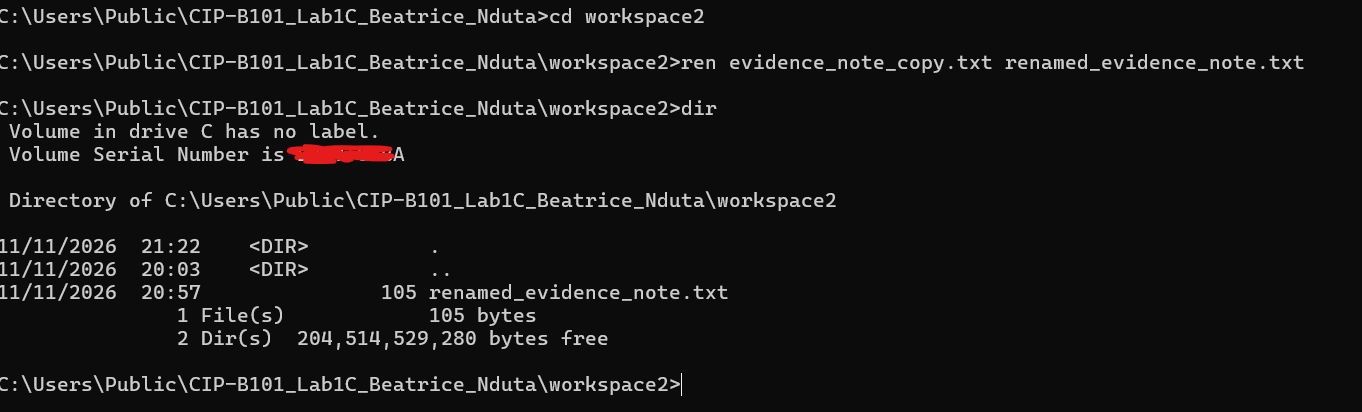 C:\Users\Public\CIP-B101_Lab1C_Beatrice_Nduta>cd workspace2
C:\Users\Public\CIP-B101_Lab1C_Beatrice_Nduta\workspace2>ren evidence_note_copy.txt renamed_evidence_note.txt
C:\Users\Public\CIP-B101_Lab1C_Beatrice_Nduta\workspace2>dir
Volume in drive C has no label.
Volume Serial Number is A
Directory of C:\Users\Public\CIP-B101_Lab1C_Beatrice_Nduta\workspace2
11/11/2026  21:22    <DIR>          .
11/11/2026  20:03    <DIR>          ..
11/11/2026  20:57               105 renamed_evidence_note.txt
1 File(s)            105 bytes
2 Dir(s)  204,514,529,280 bytes free
C:\Users\Public\CIP-B101_Lab1C_Beatrice_Nduta\workspace2>